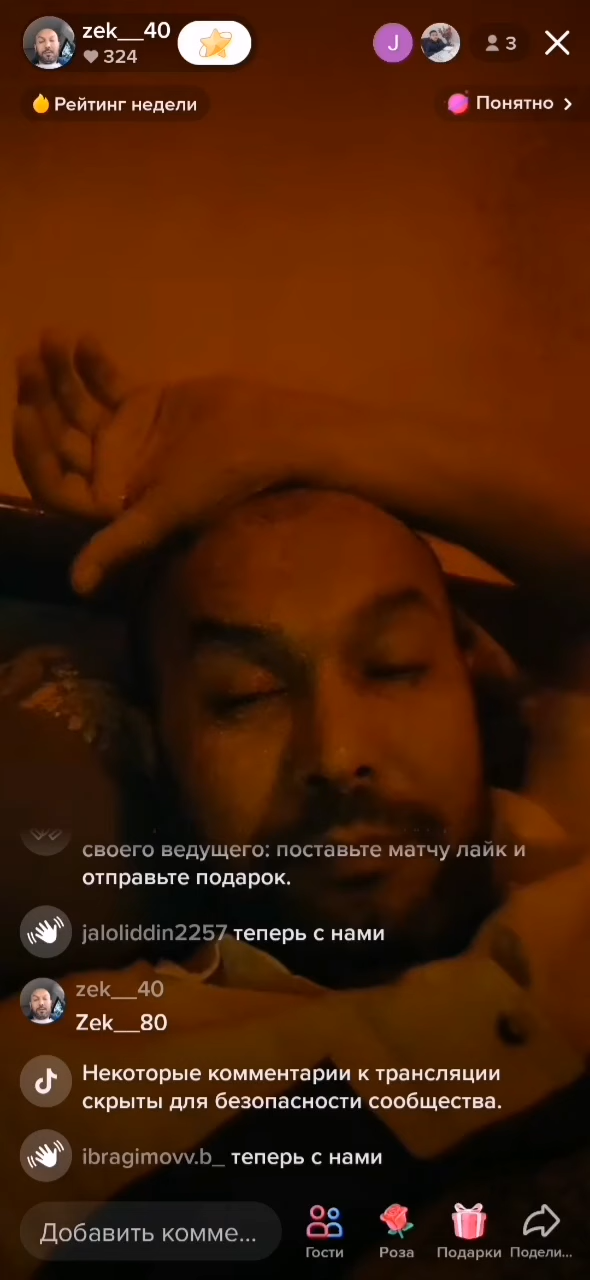 zek__40
324
J
3
Рейтинг недели
Понятно
своего ведущего: поставьте матчу лайк и
отправьте подарок.
jaloliddin2257 теперь с нами
zek__40
Zek__80
Некоторые комментарии к трансляции
скрыты для безопасности сообщества.
ibragimovv.b_ теперь с нами
Добавить комме...
Гости
Роза
Подарки
Подели...